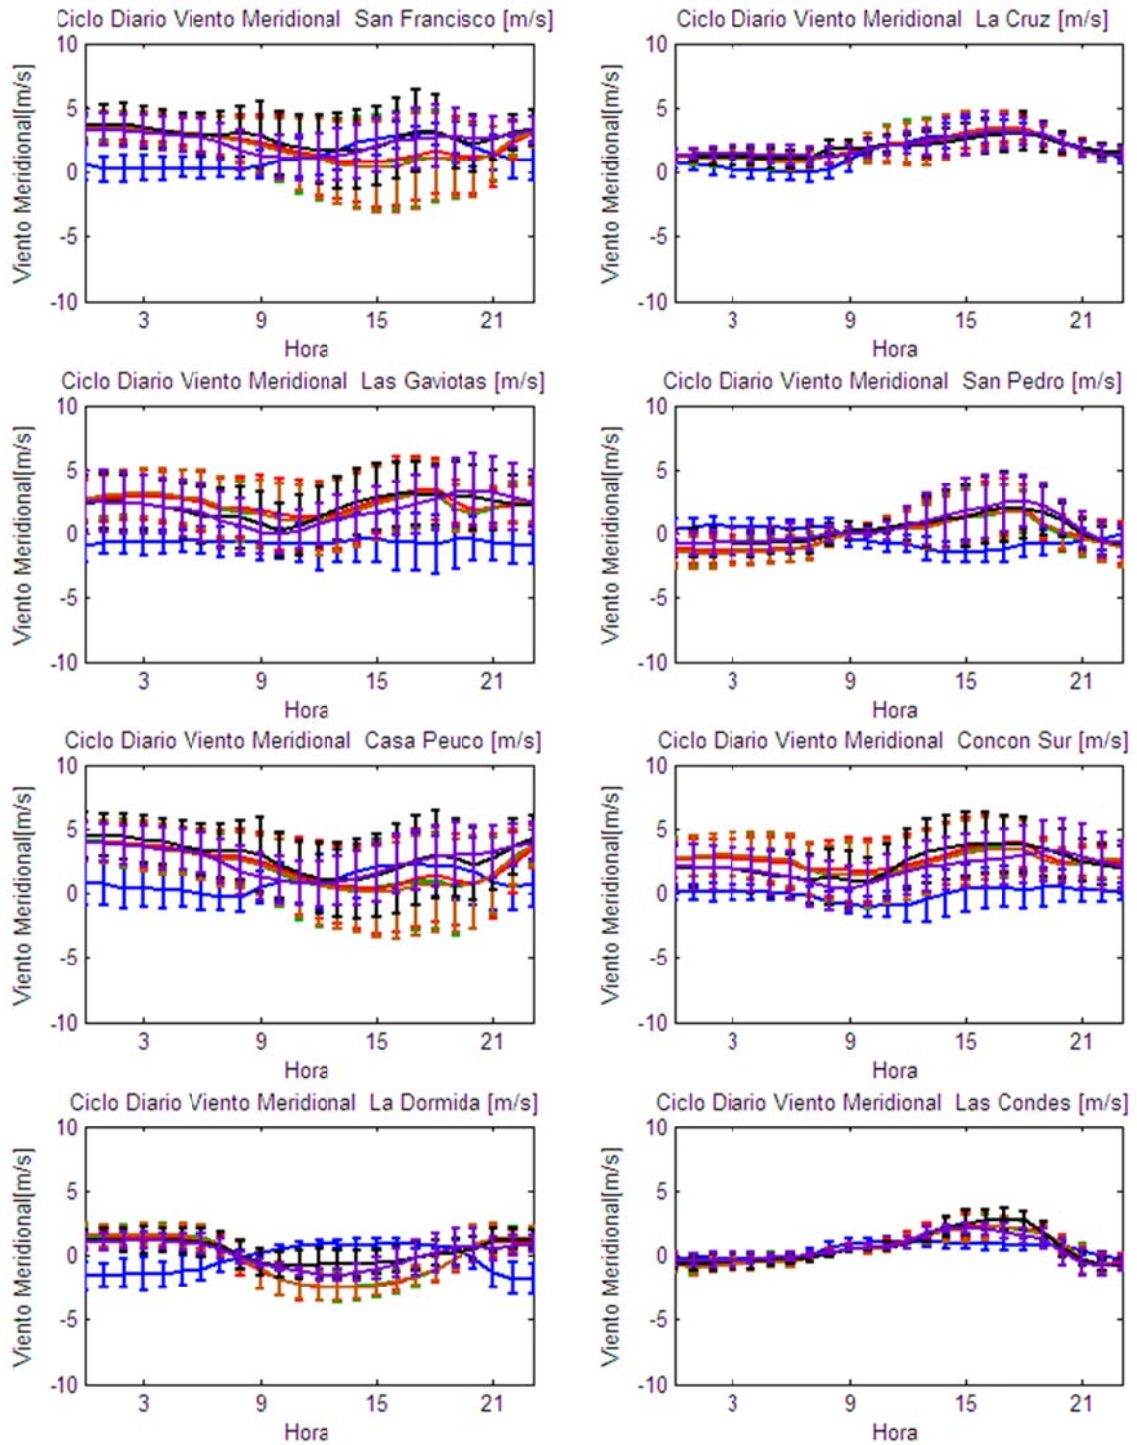 Ciclo Diario Viento Meridional San Francisco [m/s]
10
5
0
-5
-10
Viento Meridional[m/s]
3 9 15 21
Hora
Ciclo Diario Viento Meridional La Cruz [m/s]
10
5
0
-5
-10
Viento Meridional[m/s]
3 9 15 21
Hora
Ciclo Diario Viento Meridional Las Gaviotas [m/s]
10
5
0
-5
-10
Viento Meridional[m/s]
3 9 15 21
Hora
Ciclo Diario Viento Meridional San Pedro [m/s]
10
5
0
-5
-10
Viento Meridional[m/s]
3 9 15 21
Hora
Ciclo Diario Viento Meridional Casa Peuco [m/s]
10
5
0
-5
-10
Viento Meridional[m/s]
3 9 15 21
Hora
Ciclo Diario Viento Meridional Concon Sur [m/s]
10
5
0
-5
-10
Viento Meridional[m/s]
3 9 15 21
Hora
Ciclo Diario Viento Meridional La Dormida [m/s]
10
5
0
-5
-10
Viento Meridional[m/s]
3 9 15 21
Hora
Ciclo Diario Viento Meridional Las Condes [m/s]
10
5
0
-5
-10
Viento Meridional[m/s]
3 9 15 21
Hora